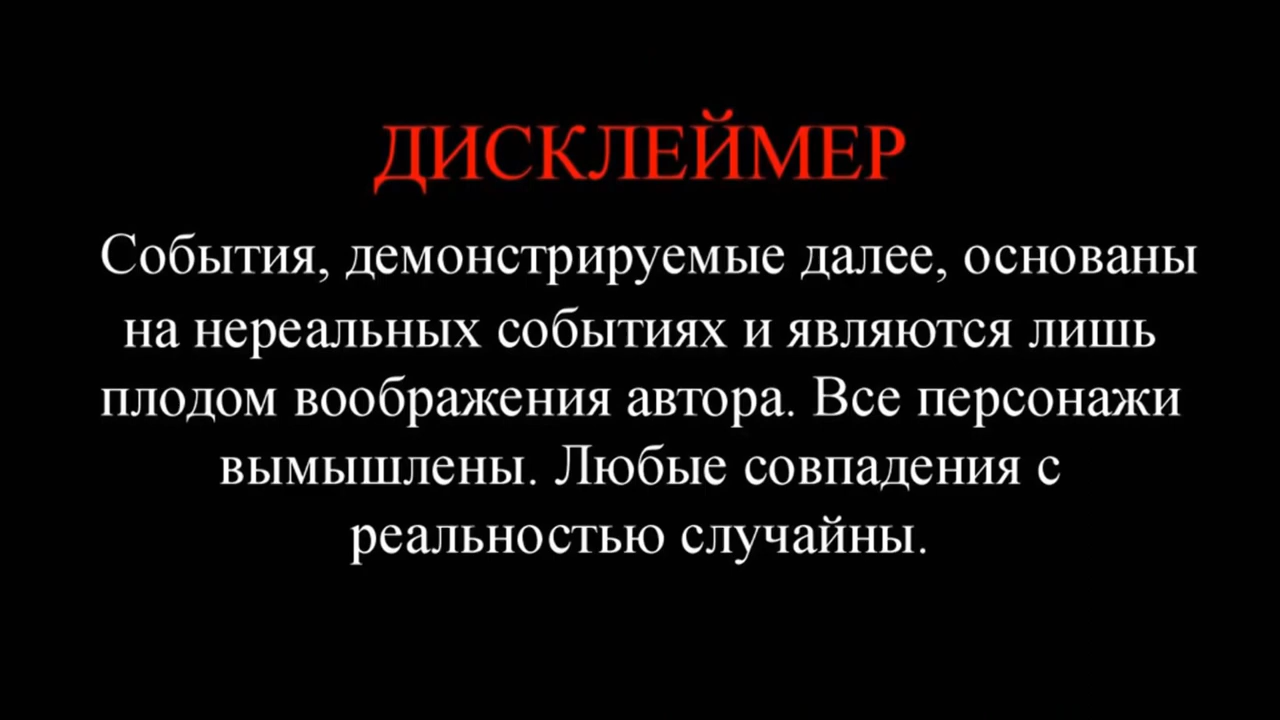 ДИСКЛЕЙМЕР
События, демонстрируемые далее, основаны
на нереальных событиях и являются лишь
плодом воображения автора. Все персонажи
вымышлены. Любые совпадения с
реальностью случайны.